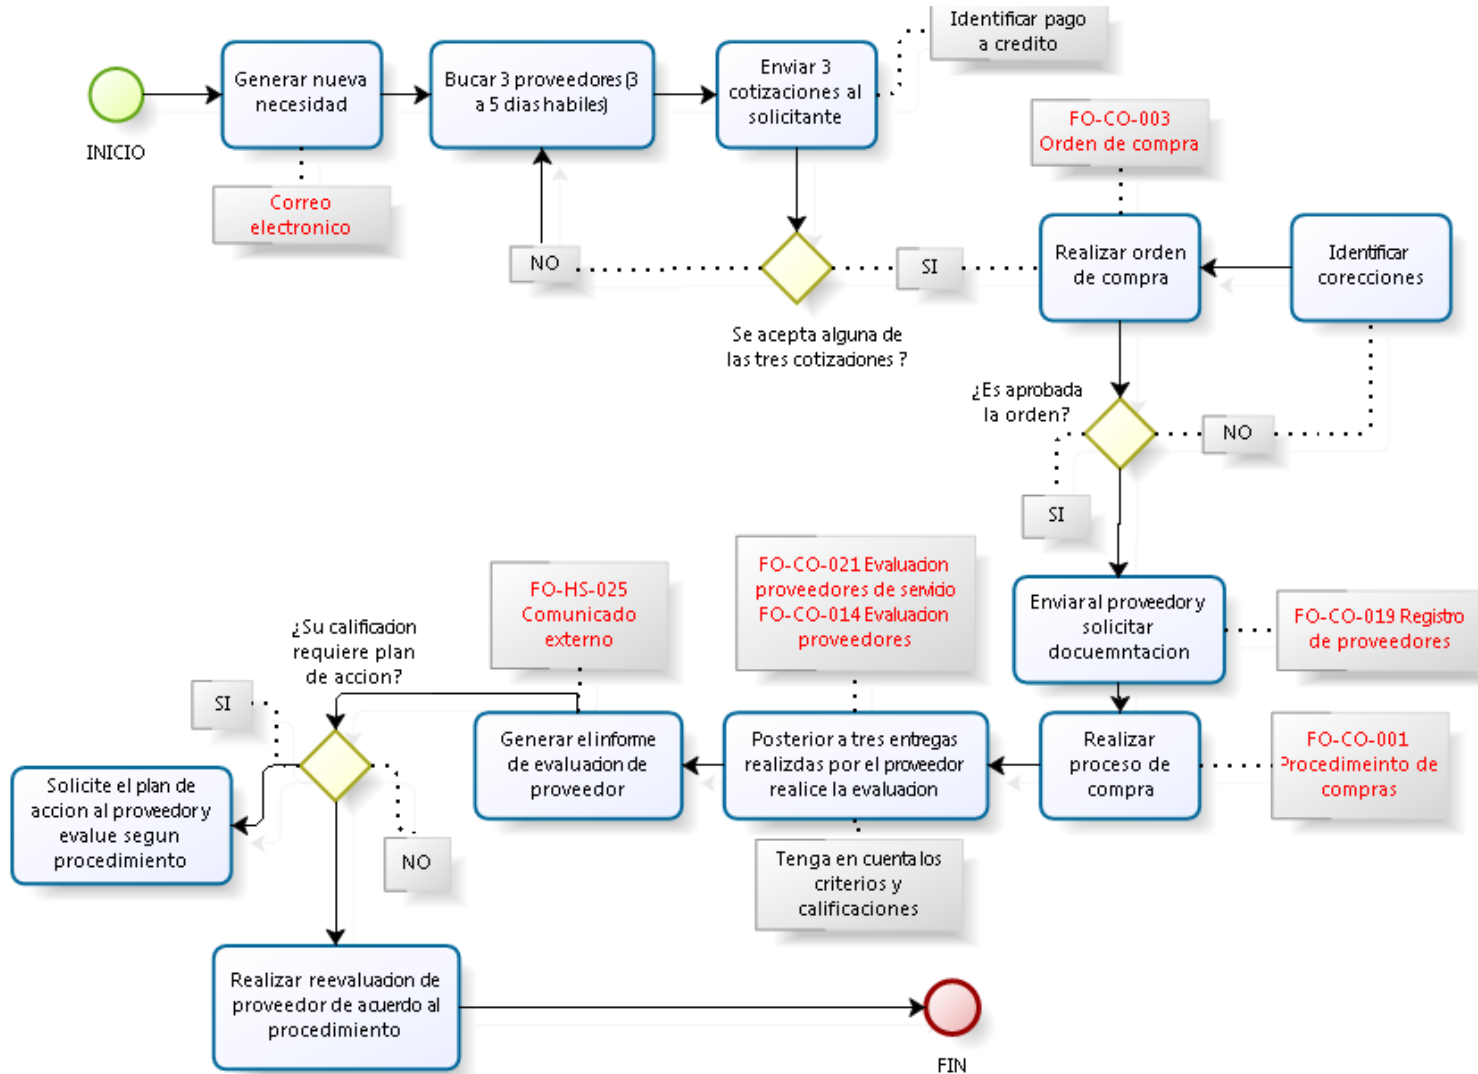 INICIO
Generar nueva
necesidad
Correo
electronico
Bucar 3 proveedores (3
a 5 dias habiles)
Enviar 3
cotizaciones al
solicitante
Identificar pago
a credito
NO
SI
Se acepta alguna de
las tres cotizaciones ?
FO-CO-003
Orden de compra
Realizar orden
de compra
Identificar
corecciones
¿Es aprobada
la orden?
NO
SI
Enviar al proveedor y
solicitar
docuemntacion
FO-CO-019 Registro
de proveedores
Realizar
proceso de
compra
FO-CO-001
Procedimeinto de
compras
FO-CO-021 Evaluacion
proveedores de servicio
FO-CO-014 Evaluacion
proveedores
Posterior a tres entregas
realizdas por el proveedor
realice la evaluacion
Tenga en cuenta los
criterios y
calificaciones
FO-HS-025
Comunicado
externo
Generar el informe
de evaluacion de
proveedor
¿Su calificacion
requiere plan
de accion?
SI
NO
Solicite el plan de
accion al proveedor y
evalue segun
procedimiento
Realizar reevaluacion de
proveedor de acuerdo al
procedimiento
FIN